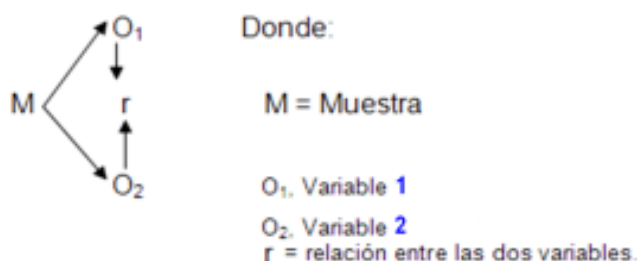 O₁ Donde:
M r M = Muestra
O₂ O₁, Variable 1
O₂, Variable 2
r = relación entre las dos variables.